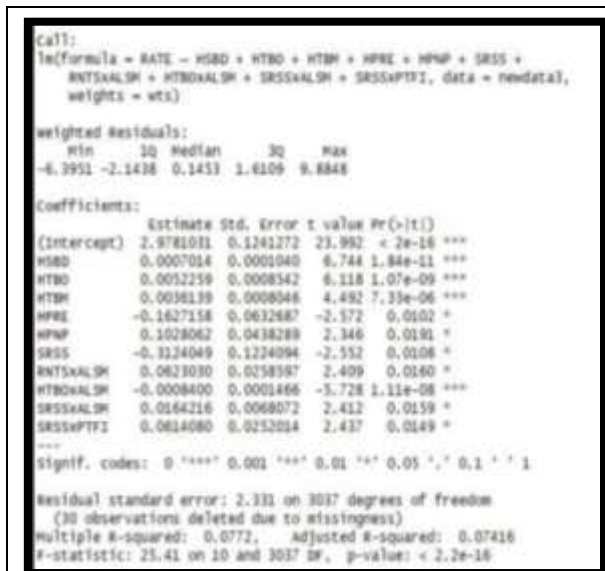 Call:
lm(formula = RATE ~ HSBD + HTBO + HTBM + HPRE + HPNP + SRSS +
RNTSxALSM + HTBOxALSM + SRSSxALSM + SRSSxPTFI, data = newdata3,
weights = wts)
Weighted Residuals:
Min 1Q Median 3Q Max
-6.3951 -2.1438 0.1453 1.6109 9.8848
Coefficients:
Estimate Std. Error t value Pr(>|t|)
(Intercept) 2.9781031 0.1241272 23.992 < 2e-16 ***
HSBD 0.0007014 0.0001040 6.744 1.84e-11 ***
HTBO 0.0052259 0.0008542 6.118 1.07e-09 ***
HTBM 0.0036139 0.0008046 4.492 7.33e-06 ***
HPRE -0.1627158 0.0632687 -2.572 0.0102 *
HPNP 0.1028062 0.0438289 2.346 0.0191 *
SRSS -0.3124049 0.1224094 -2.552 0.0108 *
RNTSxALSM 0.0623030 0.0258597 2.409 0.0160 *
HTBOxALSM -0.0008400 0.0001466 -5.728 1.11e-08 ***
SRSSxALSM 0.0164216 0.0068072 2.412 0.0159 *
SRSSxPTFI 0.0614080 0.0252014 2.437 0.0149 *
---
Signif. codes: 0 '***' 0.001 '**' 0.01 '*' 0.05 '.' 0.1 ' ' 1
Residual standard error: 2.331 on 3037 degrees of freedom
(30 observations deleted due to missingness)
Multiple R-squared: 0.0772, Adjusted R-squared: 0.07416
F-statistic: 25.41 on 10 and 3037 DF, p-value: < 2.2e-16